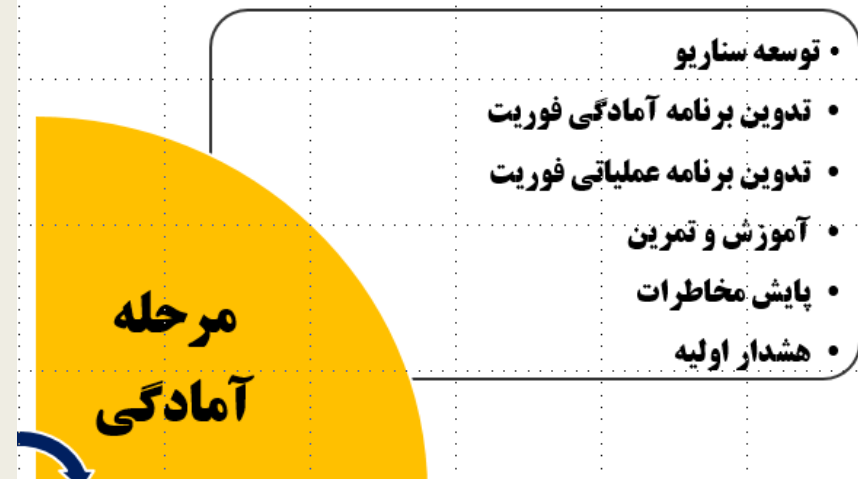 • توسعه سناریو
• تدوین برنامه آمادگی فوریت
• تدوین برنامه عملیاتی فوریت
• آموزش و تمرین
• پایش مخاطرات
• هشدار اولیه
مرحله
آمادگی